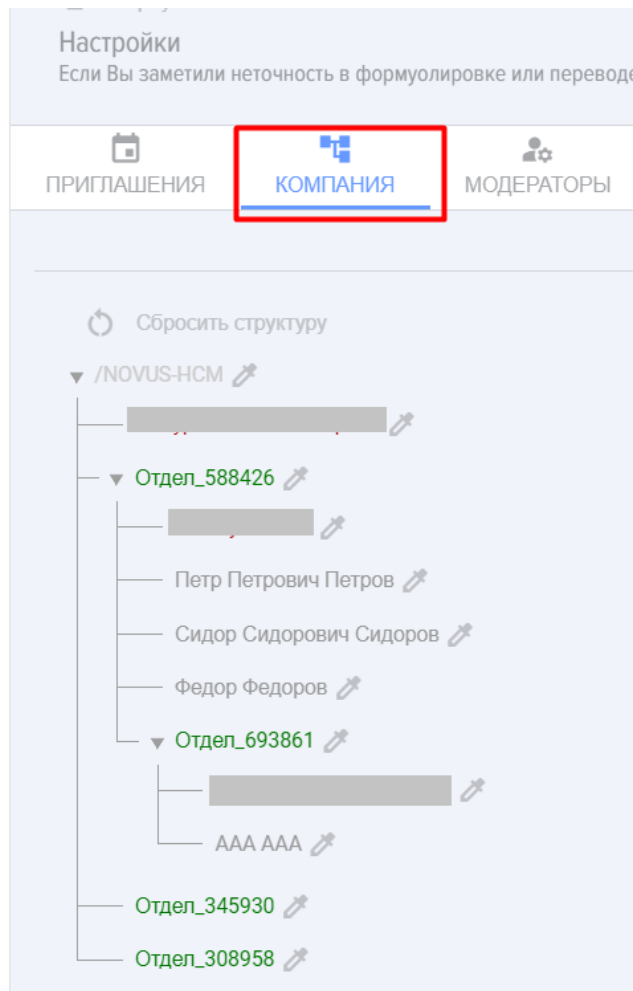 Настройки
Если Вы заметили неточность в формуолировке или переводе
ПРИГЛАШЕНИЯ
КОМПАНИЯ
МОДЕРАТОРЫ
Сбросить структуру
/NOVUS-HCM
Отдел_588426
Петр Петрович Петров
Сидор Сидорович Сидоров
Федор Федоров
Отдел_693861
ААА ААА
Отдел_345930
Отдел_308958